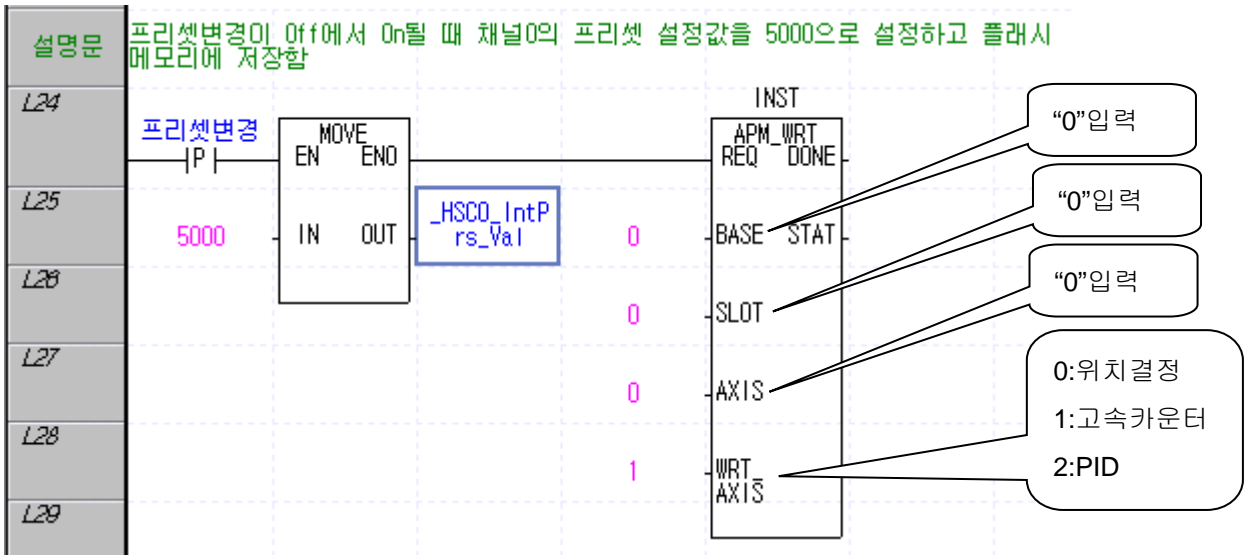 설명문
프리셋변경이 Off에서 On될 때 채널0의 프리셋 설정값을 5000으로 설정하고 플래시
메모리에 저장함
L24
INST
프리셋변경
P
MOVE
EN ENO
APM_WRT
REQ DONE
“0”입력
L25
5000
IN OUT
_HSC0_IntP
rs_Val
0
BASE STAT
“0”입력
L26
0
SLOT
“0”입력
L27
0
AXIS
0:위치결정
1:고속카운터
2:PID
L28
1
WRT_
AXIS
L29